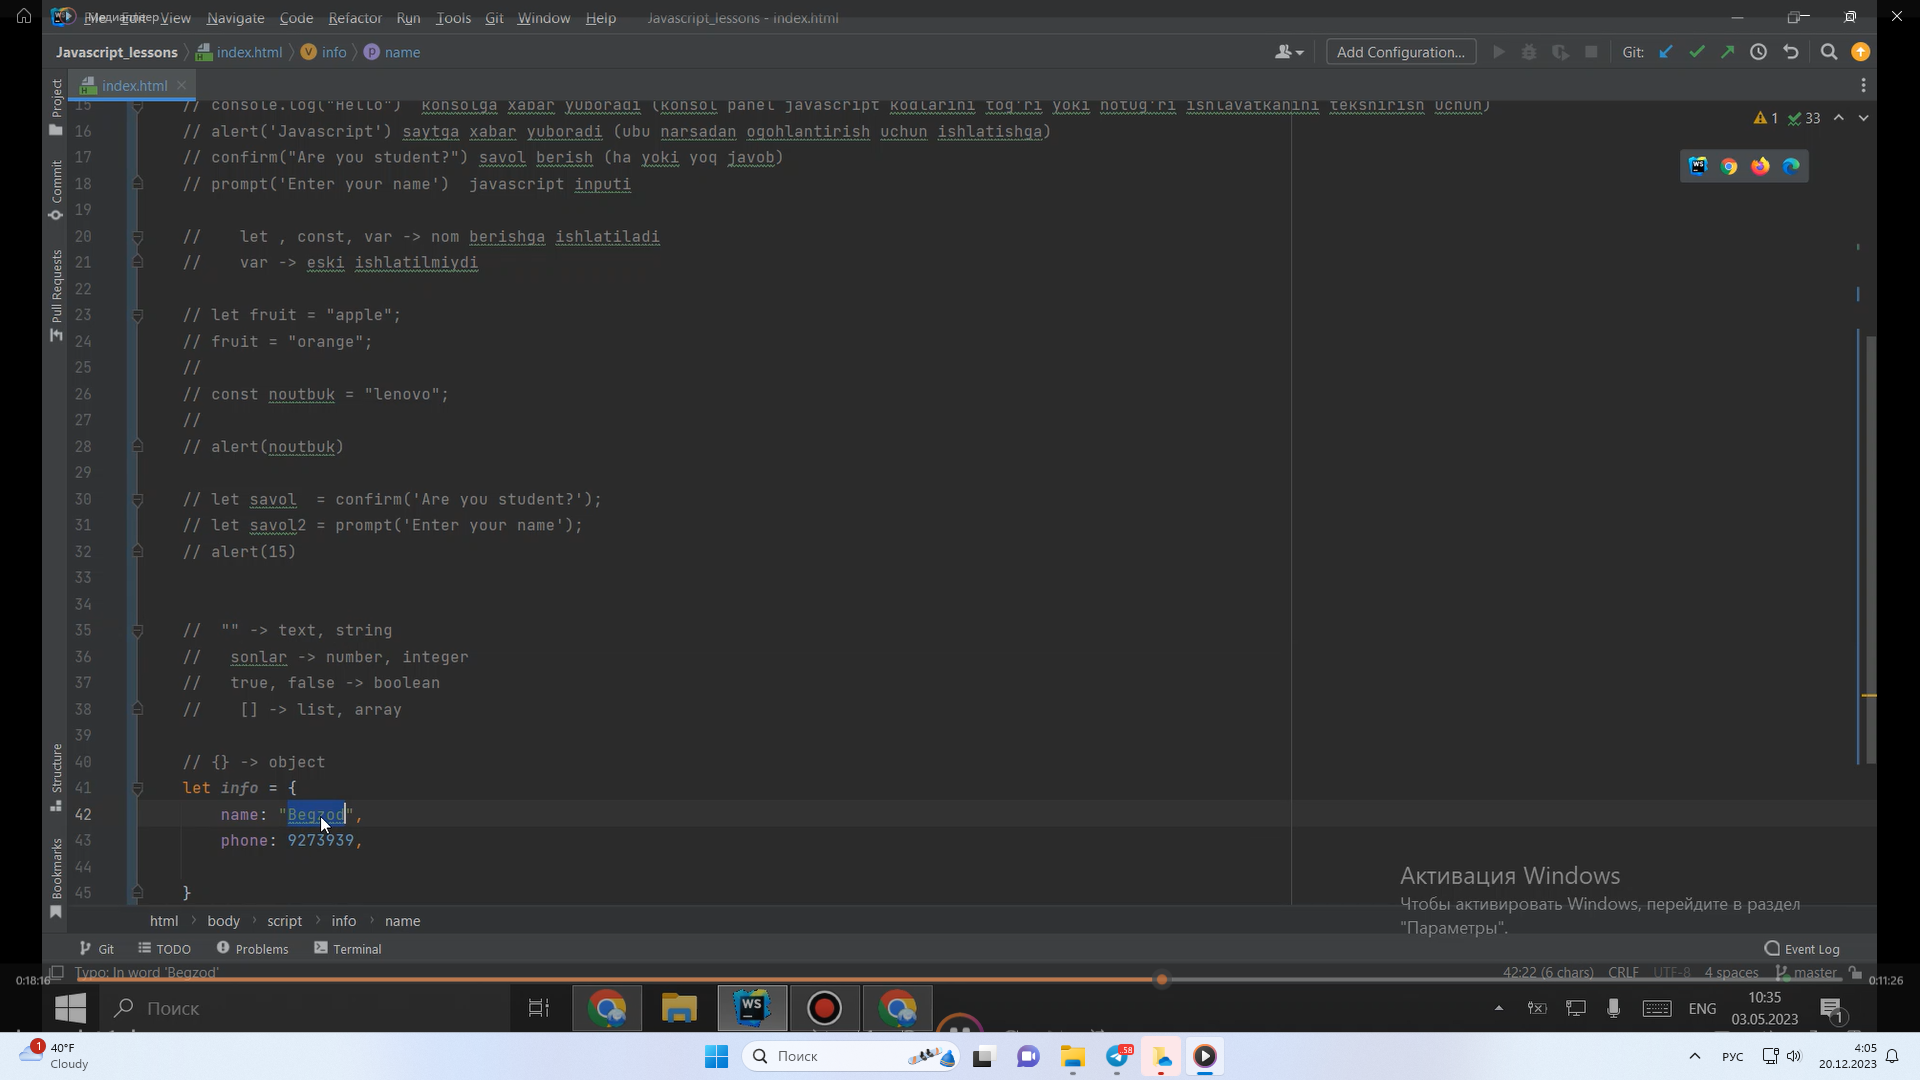 File Edit View Navigate Code Refactor Run Tools Git Window Help Javascript_lessons - index.html
Медиаплеер
Javascript_lessons index.html info name Add Configuration... Git:
index.html
Project
Commit
Pull Requests
Structure
Bookmarks
1 33
15 // console.log("Hello") konsolga xabar yuboradi (konsol panel javascript kodlarini tog'ri yoki notug'ri ishlavatkanini tekshirish uchun)
16 // alert('Javascript') saytga xabar yuboradi (ubu narsadan ogohlantirish uchun ishlatishga)
17 // confirm("Are you student?") savol berish (ha yoki yoq javob)
18 // prompt('Enter your name') javascript inputi
19
20 // let , const, var -> nom berishga ishlatiladi
21 // var -> eski ishlatilmiydi
22
23 // let fruit = "apple";
24 // fruit = "orange";
25 //
26 // const noutbuk = "lenovo";
27 //
28 // alert(noutbuk)
29
30 // let savol = confirm('Are you student?');
31 // let savol2 = prompt('Enter your name');
32 // alert(15)
33
34
35 // "" -> text, string
36 // sonlar -> number, integer
37 // true, false -> boolean
38 // [] -> list, array
39
40 // {} -> object
41 let info = {
42 name: "Begzod",
43 phone: 9273939,
44
45 }
Активация Windows
Чтобы активировать Windows, перейдите в раздел
"Параметры".
html body script info name
Git TODO Problems Terminal Event Log
Typo: In word 'Begzod' 42:22 (6 chars) CRLF UTF-8 4 spaces master
0:18:16 0:11:26
Поиск WS ENG 10:35
03.05.2023 1
1 40°F
Cloudy
Поиск 58 РУС 4:05
20.12.2023